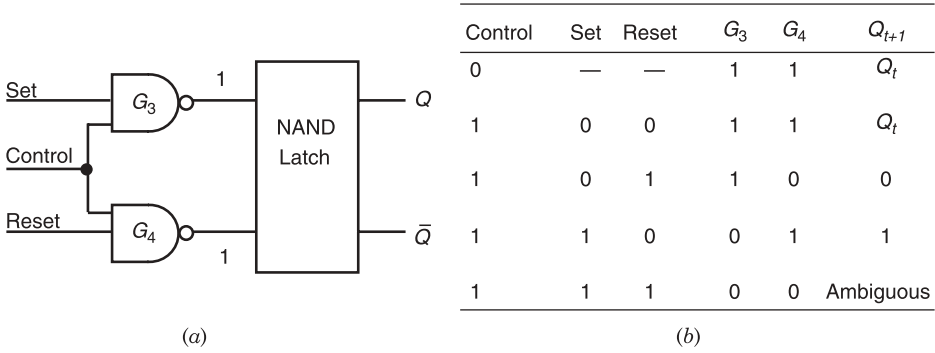 Set
Control
Reset
G3
G4
1
1
NAND
Latch
Q
Q̅
(a)
Control Set Reset G3 G4 Qt+1
0 — — 1 1 Qt
1 0 0 1 1 Qt
1 0 1 1 0 0
1 1 0 0 1 1
1 1 1 0 0 Ambiguous
(b)